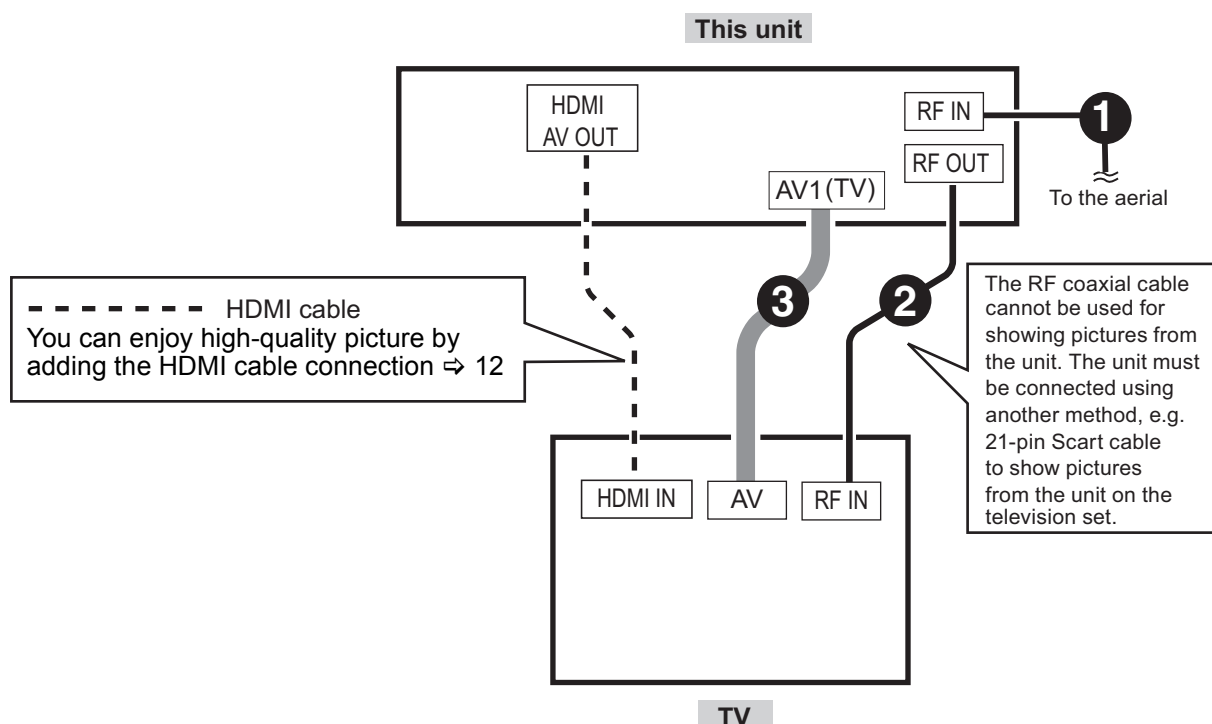 This unit
HDMI
AV OUT
RF IN
1
RF OUT
To the aerial
AV1(TV)
HDMI cable
You can enjoy high-quality picture by
adding the HDMI cable connection ⇨ 12
3
2
The RF coaxial cable
cannot be used for
showing pictures from
the unit. The unit must
be connected using
another method, e.g.
21-pin Scart cable
to show pictures
from the unit on the
television set.
HDMI IN
AV
RF IN
TV